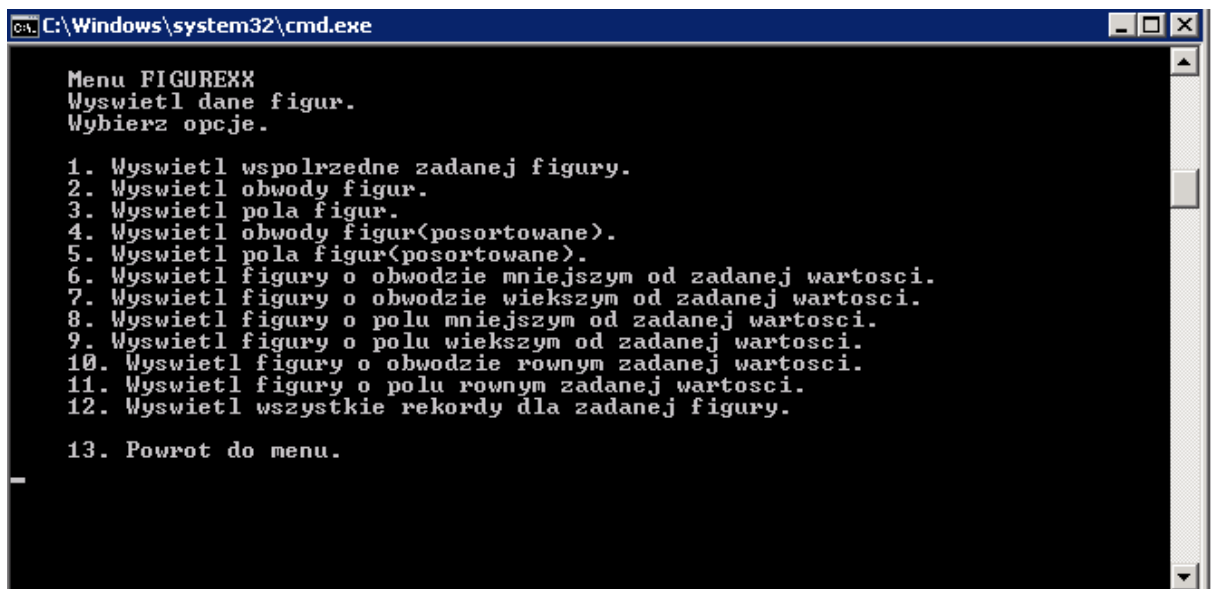 C:\Windows\system32\cmd.exe
Menu FIGUREXX
Wyswietl dane figur.
Wybierz opcje.
1. Wyswietl wspolrzedne zadanej figury.
2. Wyswietl obwody figur.
3. Wyswietl pola figur.
4. Wyswietl obwody figur(posortowane).
5. Wyswietl pola figur(posortowane).
6. Wyswietl figury o obwodzie mniejszym od zadanej wartosci.
7. Wyswietl figury o obwodzie wiekszym od zadanej wartosci.
8. Wyswietl figury o polu mniejszym od zadanej wartosci.
9. Wyswietl figury o polu wiekszym od zadanej wartosci.
10. Wyswietl figury o obwodzie rownym zadanej wartosci.
11. Wyswietl figury o polu rownym zadanej wartosci.
12. Wyswietl wszystkie rekordy dla zadanej figury.
13. Powrot do menu.